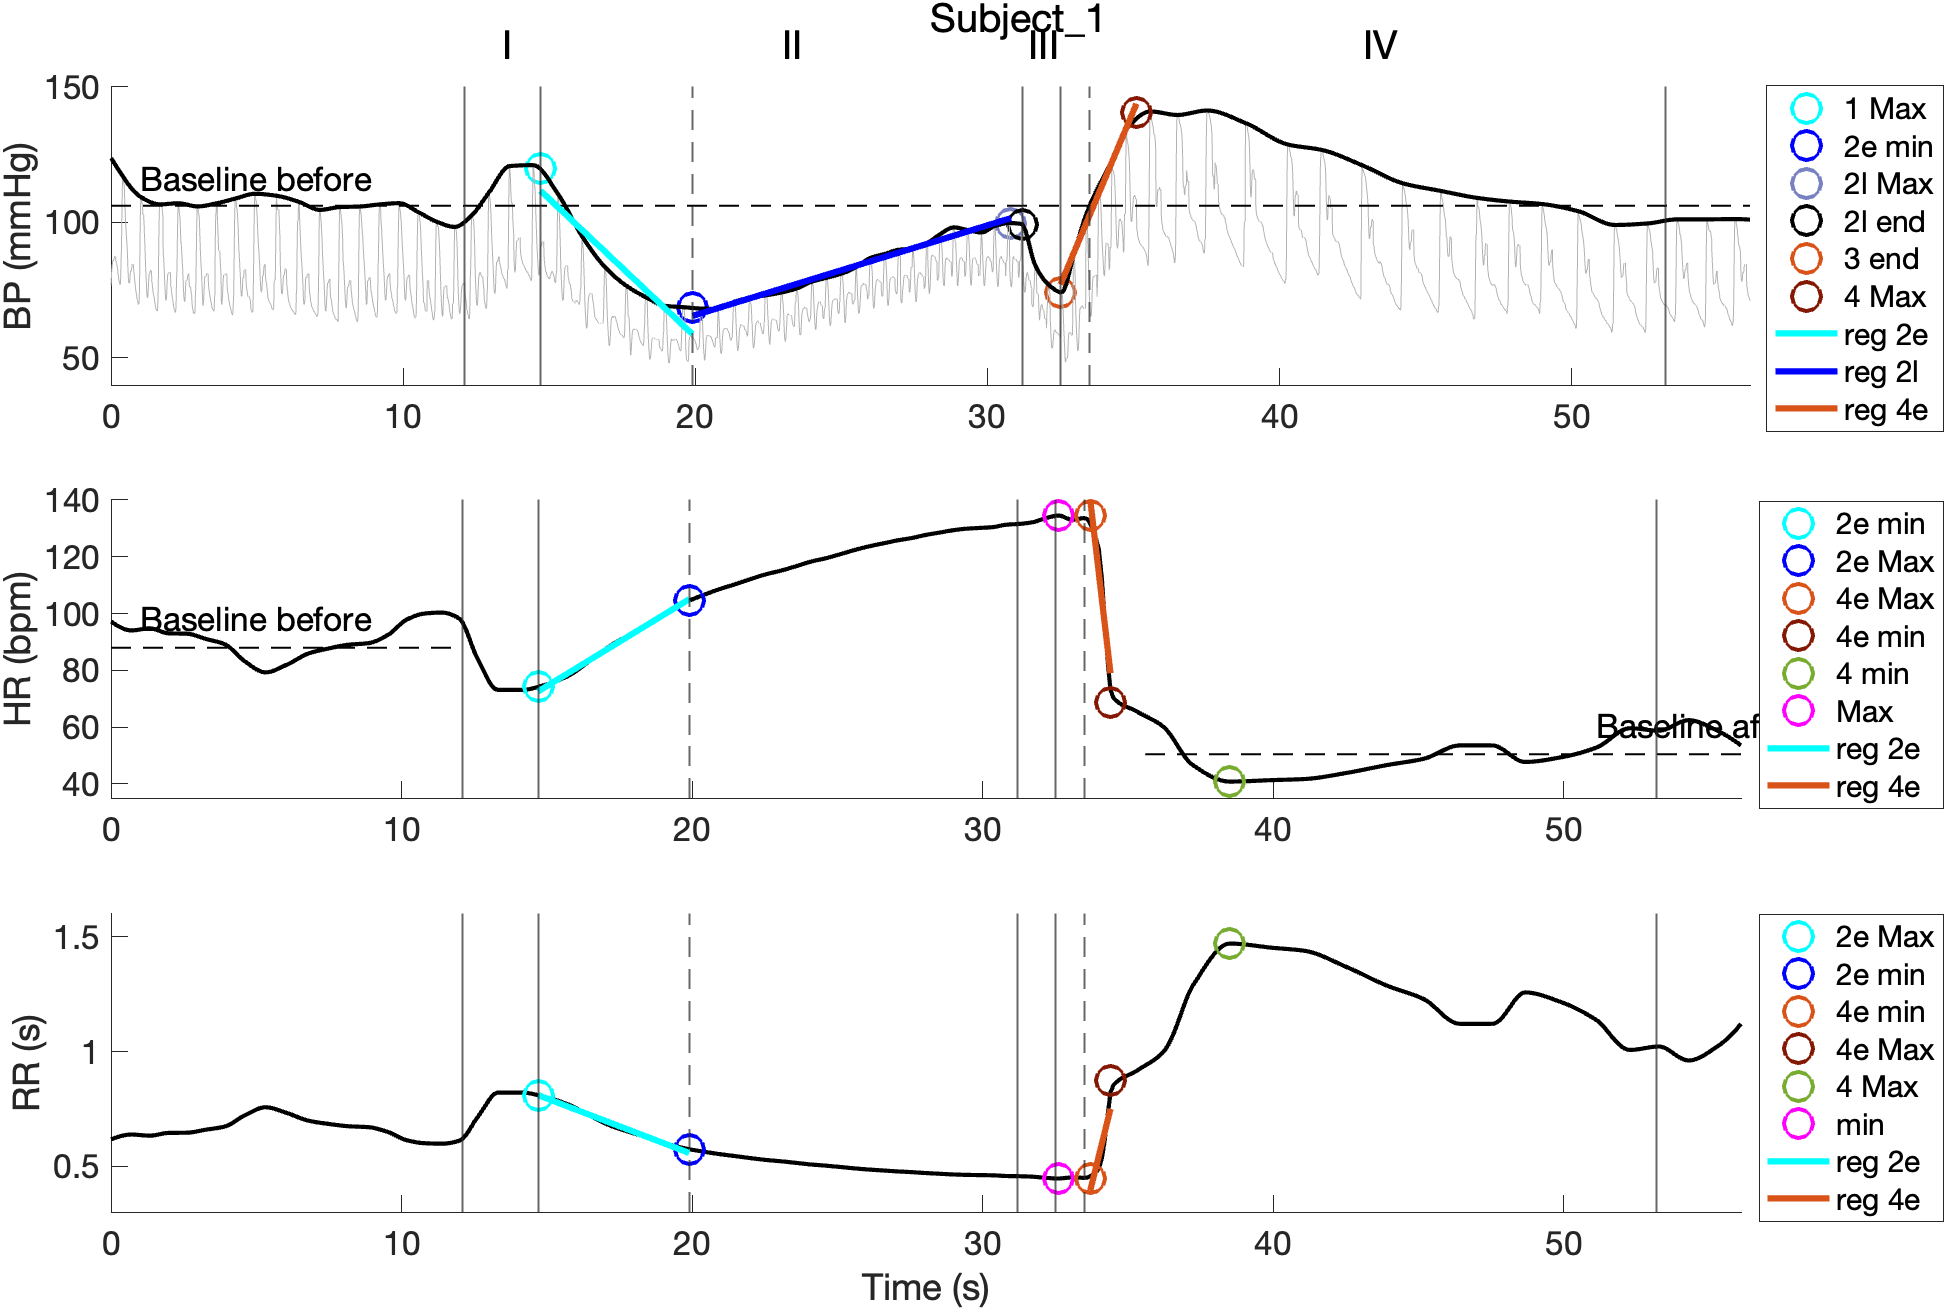 Subject_1
I II III IV
150
100
50
BP (mmHg)
Baseline before
0 10 20 30 40 50
1 Max
2e min
2l Max
2l end
3 end
4 Max
reg 2e
reg 2l
reg 4e
140
120
100
80
60
40
HR (bpm)
Baseline before
Baseline af
0 10 20 30 40 50
2e min
2e Max
4e Max
4e min
4 min
Max
reg 2e
reg 4e
1.5
1
0.5
RR (s)
0 10 20 30 40 50
Time (s)
2e Max
2e min
4e min
4e Max
4 Max
min
reg 2e
reg 4e